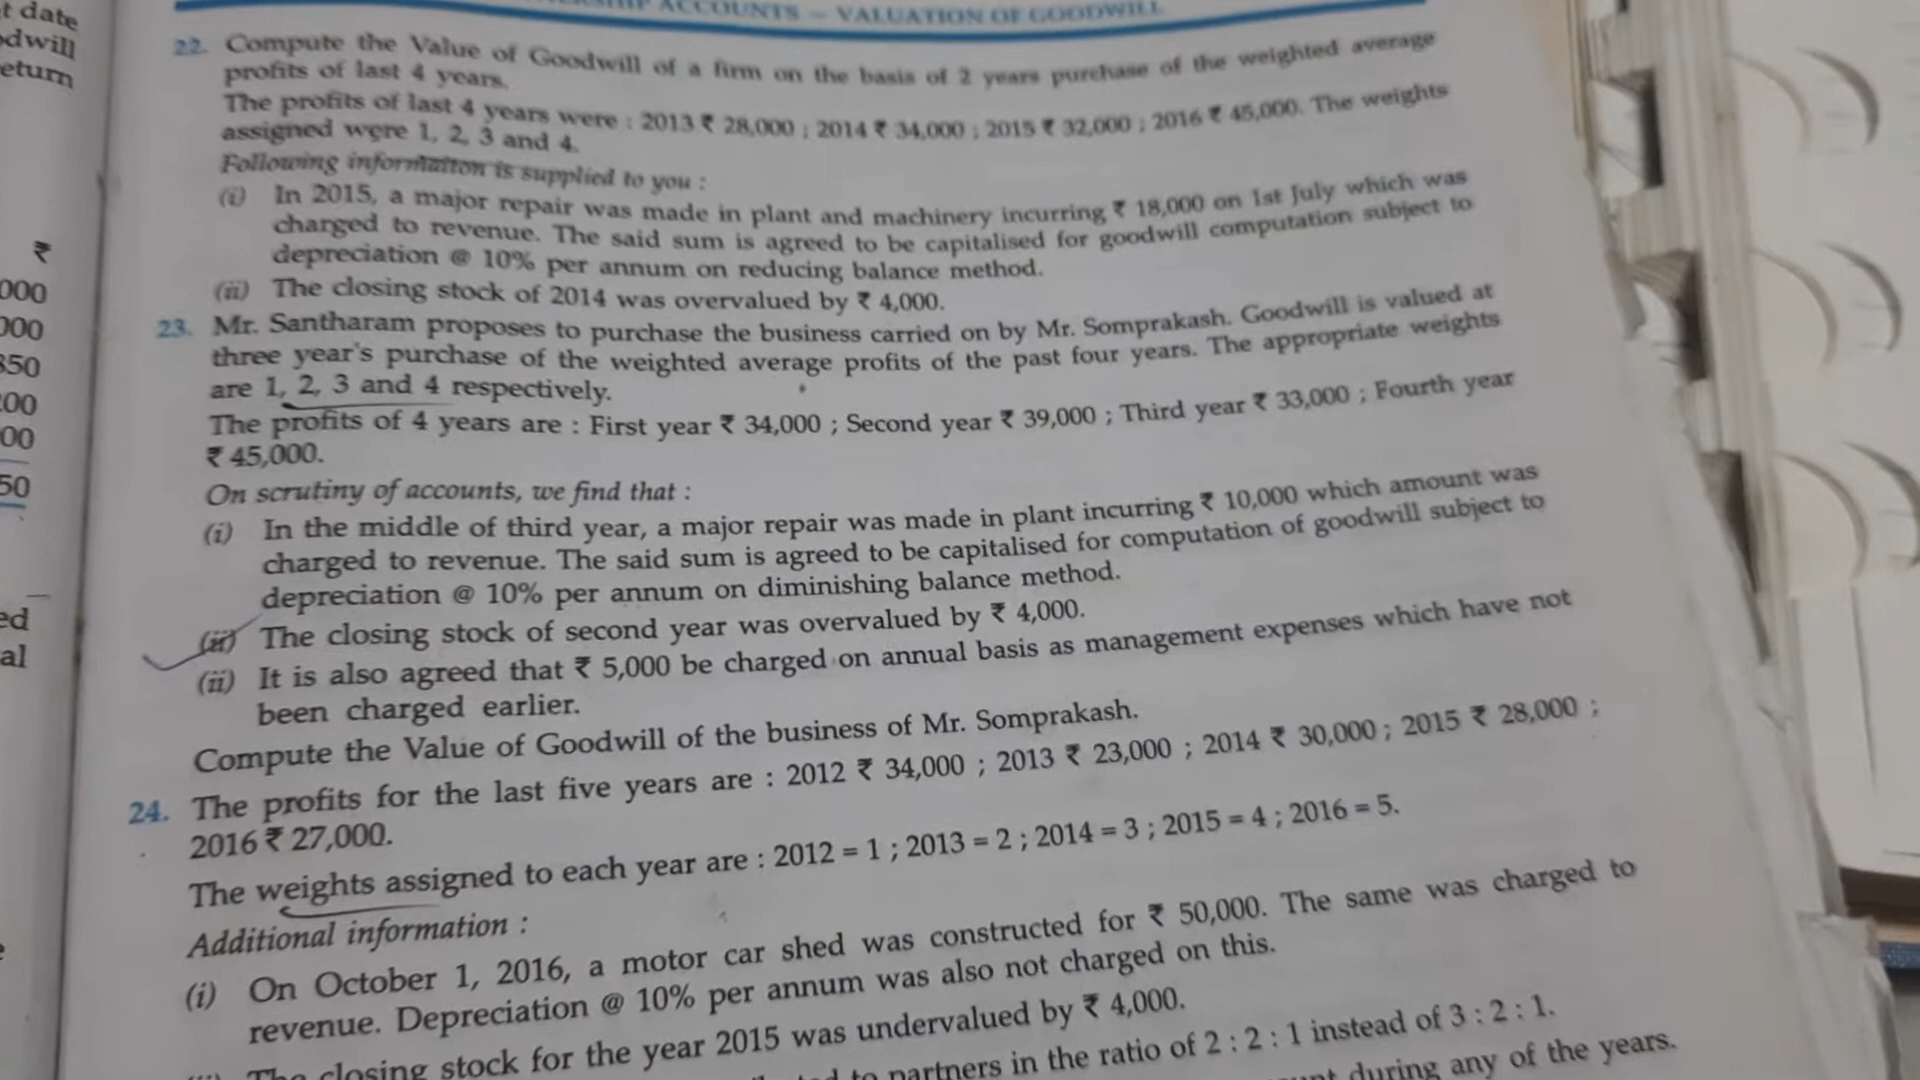 t date
dwill
eturn
₹
000
000
350
00
00
50
ed
al
ACCOUNTS – VALUATION OF GOODWILL
22. Compute the Value of Goodwill of a firm on the basis of 2 years purchase of the weighted average
profits of last 4 years.
The profits of last 4 years were : 2013 ₹ 28,000 ; 2014 ₹ 34,000 ; 2015 ₹ 32,000 ; 2016 ₹ 45,000. The weights
assigned were 1, 2, 3 and 4.
Following information is supplied to you :
(i) In 2015, a major repair was made in plant and machinery incurring ₹ 18,000 on 1st July which was
charged to revenue. The said sum is agreed to be capitalised for goodwill computation subject to
depreciation @ 10% per annum on reducing balance method.
(ii) The closing stock of 2014 was overvalued by ₹ 4,000.
23. Mr. Santharam proposes to purchase the business carried on by Mr. Somprakash. Goodwill is valued at
three year's purchase of the weighted average profits of the past four years. The appropriate weights
are 1, 2, 3 and 4 respectively.
The profits of 4 years are : First year ₹ 34,000 ; Second year ₹ 39,000 ; Third year ₹ 33,000 ; Fourth year
₹ 45,000.
On scrutiny of accounts, we find that :
(i) In the middle of third year, a major repair was made in plant incurring ₹ 10,000 which amount was
charged to revenue. The said sum is agreed to be capitalised for computation of goodwill subject to
depreciation @ 10% per annum on diminishing balance method.
(ii) The closing stock of second year was overvalued by ₹ 4,000.
(ii) It is also agreed that ₹ 5,000 be charged on annual basis as management expenses which have not
been charged earlier.
Compute the Value of Goodwill of the business of Mr. Somprakash.
24. The profits for the last five years are : 2012 ₹ 34,000 ; 2013 ₹ 23,000 ; 2014 ₹ 30,000 ; 2015 ₹ 28,000 ;
2016 ₹ 27,000.
The weights assigned to each year are : 2012 = 1 ; 2013 = 2 ; 2014 = 3 ; 2015 = 4 ; 2016 = 5.
Additional information :
(i) On October 1, 2016, a motor car shed was constructed for ₹ 50,000. The same was charged to
revenue. Depreciation @ 10% per annum was also not charged on this.
The closing stock for the year 2015 was undervalued by ₹ 4,000.
to partners in the ratio of 2 : 2 : 1 instead of 3 : 2 : 1.
during any of the years.